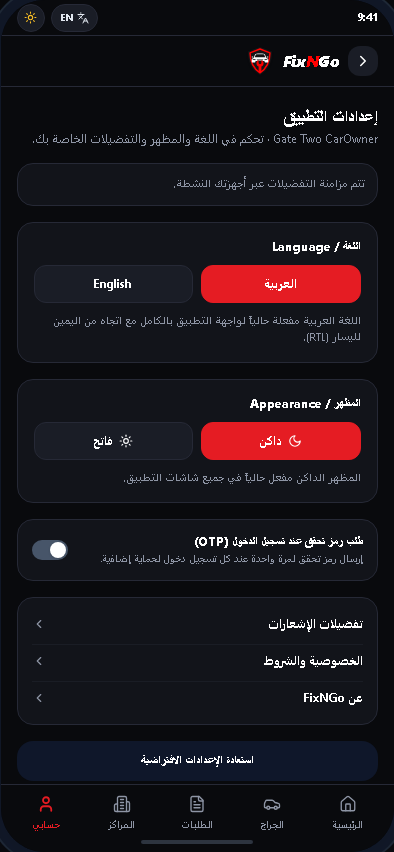 9:41
EN
FixNGo
إعدادات التطبيق
Gate Two CarOwner · تحكم في اللغة والمظهر والتفضيلات الخاصة بك.
تتم مزامنة التفضيلات عبر أجهزتك النشطة.
اللغة / Language
العربية
English
اللغة العربية مفعلة حالياً لواجهة التطبيق بالكامل مع اتجاه من اليمين
لليسار (RTL).
المظهر / Appearance
داكن
فاتح
المظهر الداكن مفعل حالياً في جميع شاشات التطبيق.
طلب رمز تحقق عند تسجيل الدخول (OTP)
إرسال رمز تحقق لمرة واحدة عند كل تسجيل دخول لحماية إضافية.
تفضيلات الإشعارات
الخصوصية والشروط
عن FixNGo
استعادة الإعدادات الافتراضية
الرئيسية
الجراج
الطلبات
المراكز
حسابي